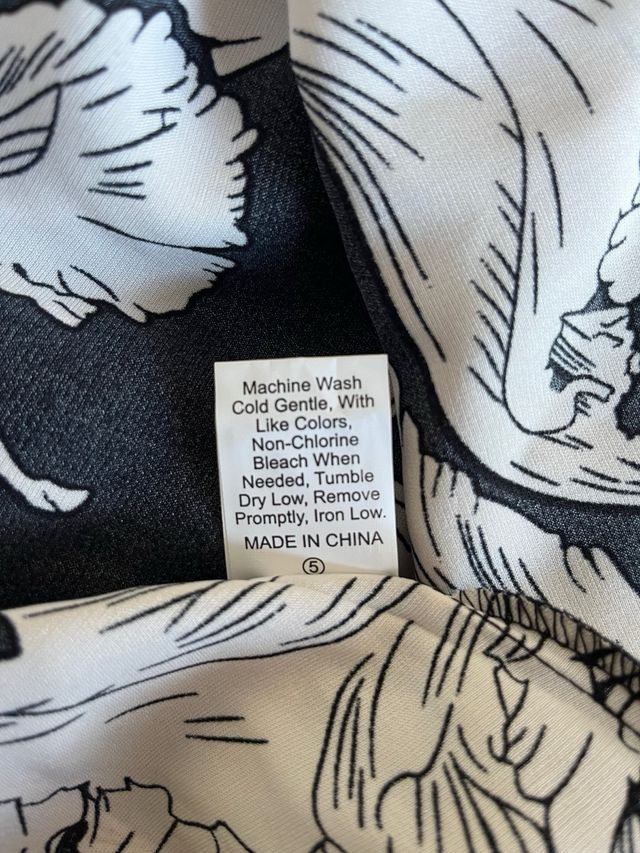 Machine Wash
Cold Gentle, With
Like Colors,
Non-Chlorine
Bleach When
Needed, Tumble
Dry Low, Remove
Promptly, Iron Low.
MADE IN CHINA
⑤